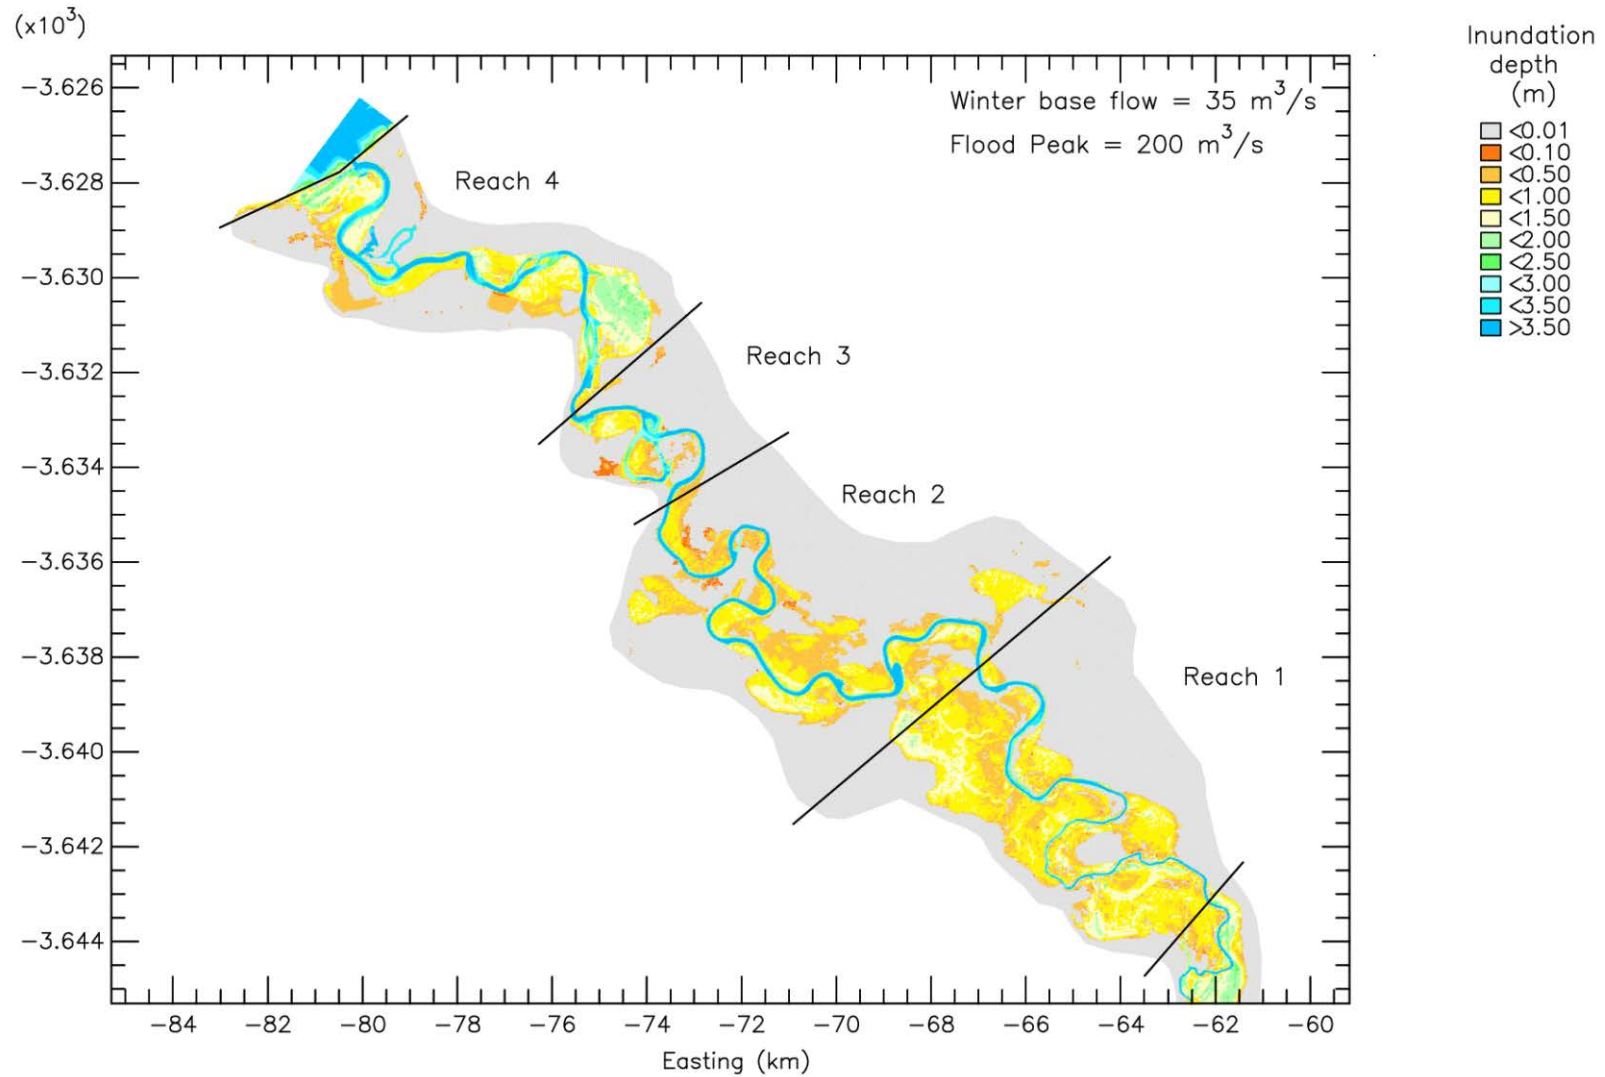 (x10³)
Inundation
depth
(m)
<0.01
<0.10
<0.50
<1.00
<1.50
<2.00
<2.50
<3.00
<3.50
>3.50
Winter base flow = 35 m³/s
Flood Peak = 200 m³/s
Reach 4
Reach 3
Reach 2
Reach 1
−3.626
−3.628
−3.630
−3.632
−3.634
−3.636
−3.638
−3.640
−3.642
−3.644
−84 −82 −80 −78 −76 −74 −72 −70 −68 −66 −64 −62 −60
Easting (km)